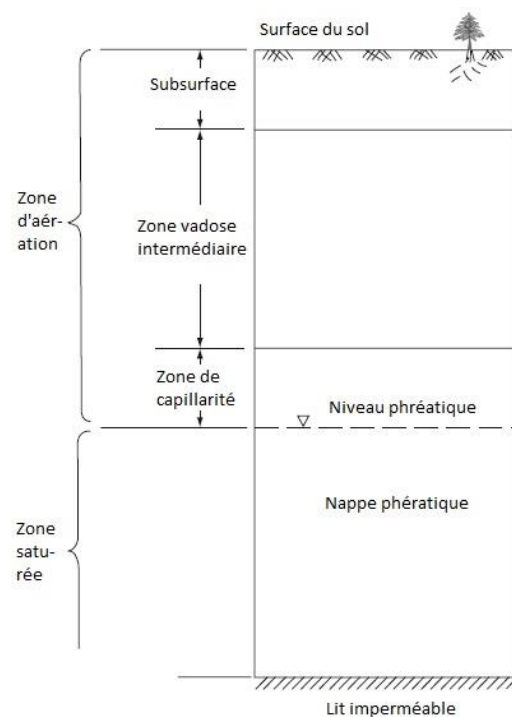 Surface du sol
Subsurface
Zone
d'aér-
ation
Zone vadose
intermédiaire
Zone de
capillarité
Niveau phréatique
Nappe phératique
Zone
satu-
rée
Lit imperméable